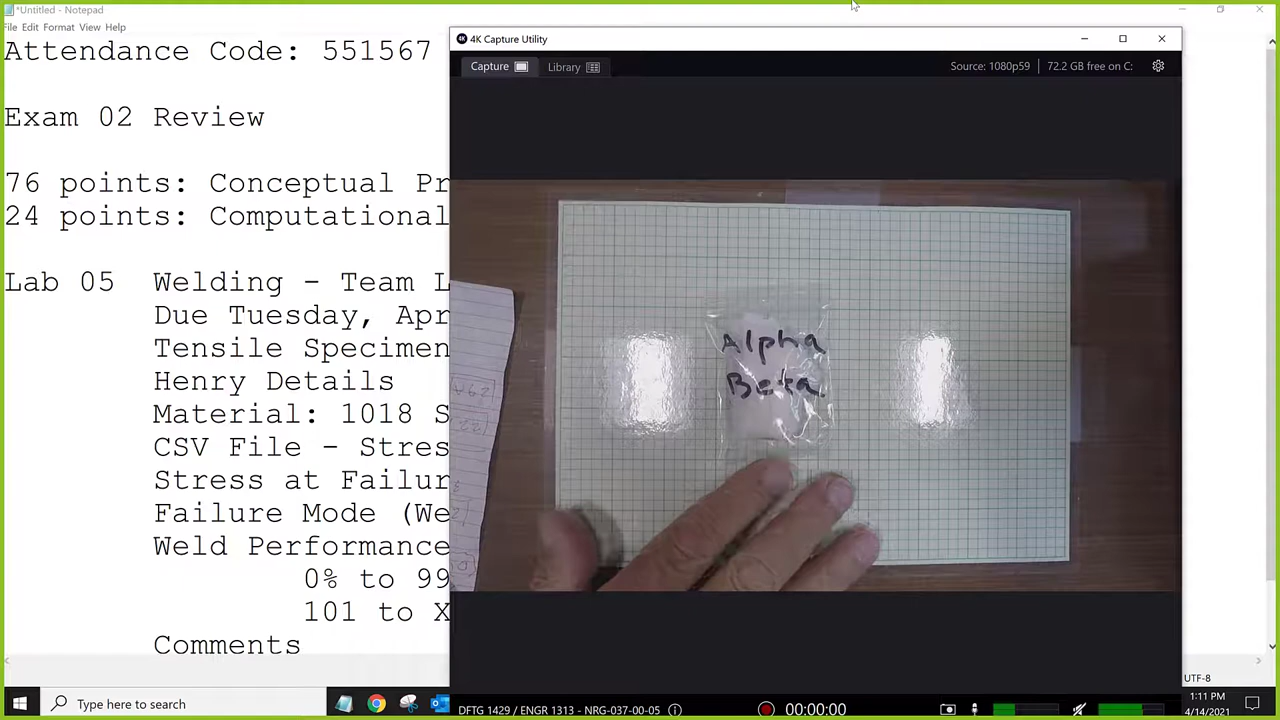 *Untitled - Notepad
File Edit Format View Help
Attendance Code: 551567
Exam 02 Review
76 points: Conceptual Pr
24 points: Computational
Lab 05 Welding - Team L
Due Tuesday, Apr
Tensile Specimen
Henry Details
Material: 1018 S
CSV File - Stres
Stress at Failur
Failure Mode (We
Weld Performance
0% to 99
101 to X
Comments
4K Capture Utility
Capture
Library
Source: 1080p59
72.2 GB free on C:
Alpha
Beta
DFTG 1429 / ENGR 1313 - NRG-037-00-05
00:00:00
UTF-8
Type here to search
1:11 PM
4/14/2021